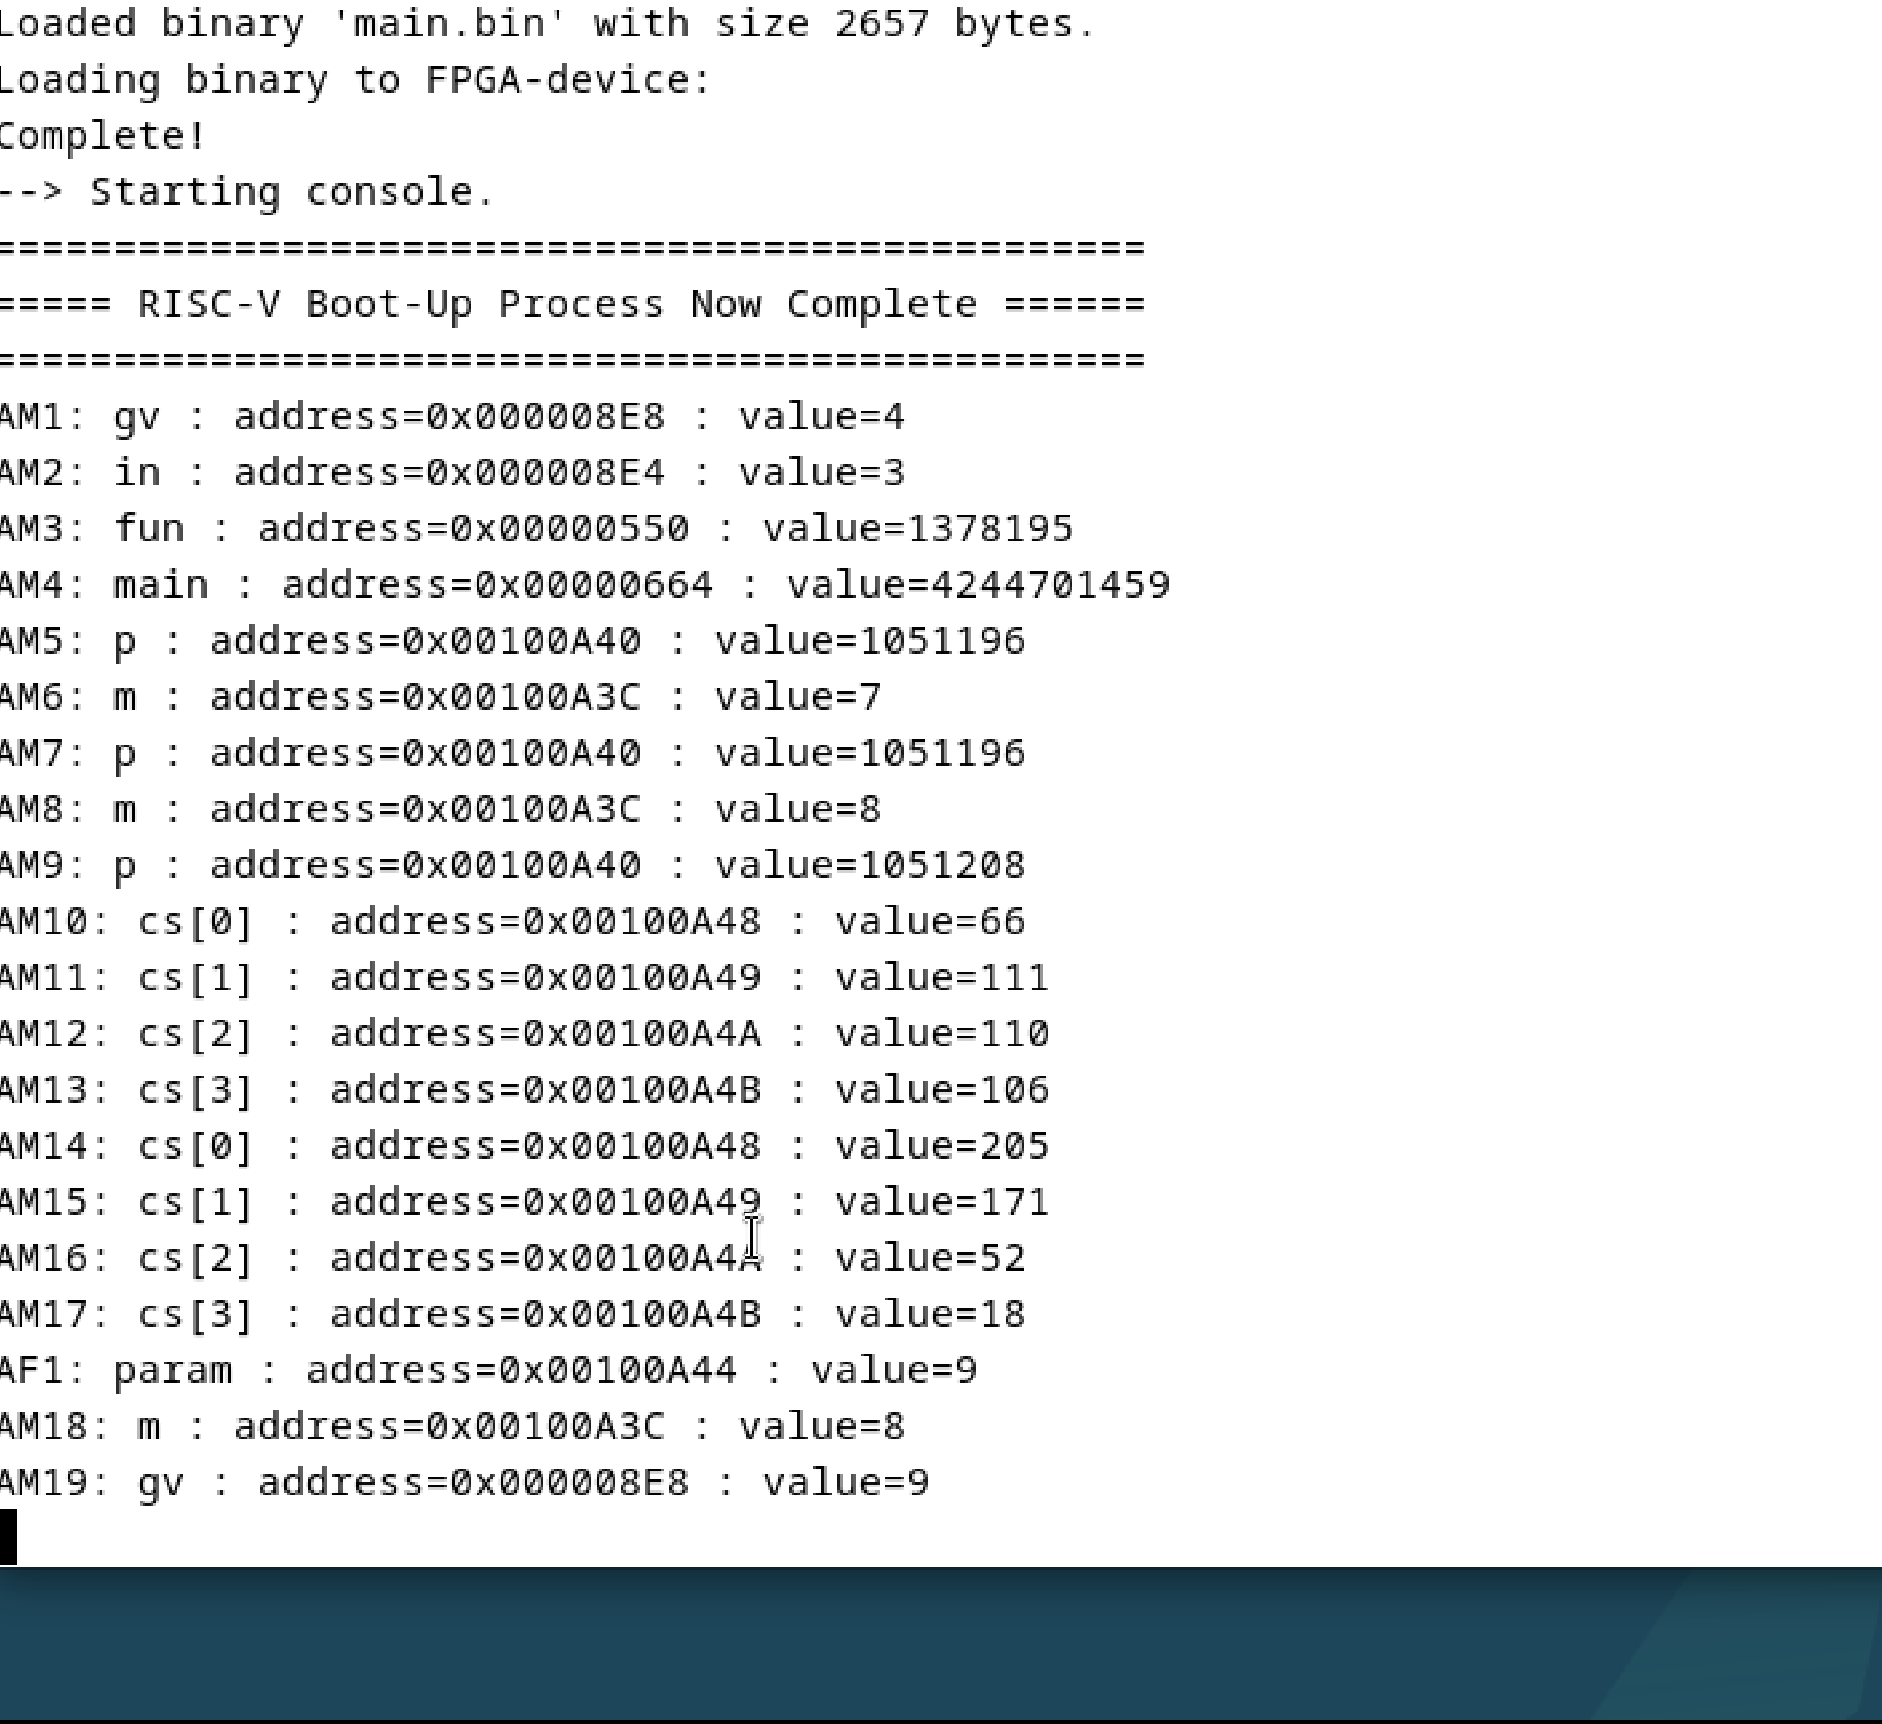 Loaded binary 'main.bin' with size 2657 bytes.
Loading binary to FPGA-device:
Complete!
--> Starting console.
================================================
===== RISC-V Boot-Up Process Now Complete ======
================================================
AM1: gv : address=0x000008E8 : value=4
AM2: in : address=0x000008E4 : value=3
AM3: fun : address=0x00000550 : value=1378195
AM4: main : address=0x00000664 : value=4244701459
AM5: p : address=0x00100A40 : value=1051196
AM6: m : address=0x00100A3C : value=7
AM7: p : address=0x00100A40 : value=1051196
AM8: m : address=0x00100A3C : value=8
AM9: p : address=0x00100A40 : value=1051208
AM10: cs[0] : address=0x00100A48 : value=66
AM11: cs[1] : address=0x00100A49 : value=111
AM12: cs[2] : address=0x00100A4A : value=110
AM13: cs[3] : address=0x00100A4B : value=106
AM14: cs[0] : address=0x00100A48 : value=205
AM15: cs[1] : address=0x00100A49 : value=171
AM16: cs[2] : address=0x00100A4A : value=52
AM17: cs[3] : address=0x00100A4B : value=18
AF1: param : address=0x00100A44 : value=9
AM18: m : address=0x00100A3C : value=8
AM19: gv : address=0x000008E8 : value=9